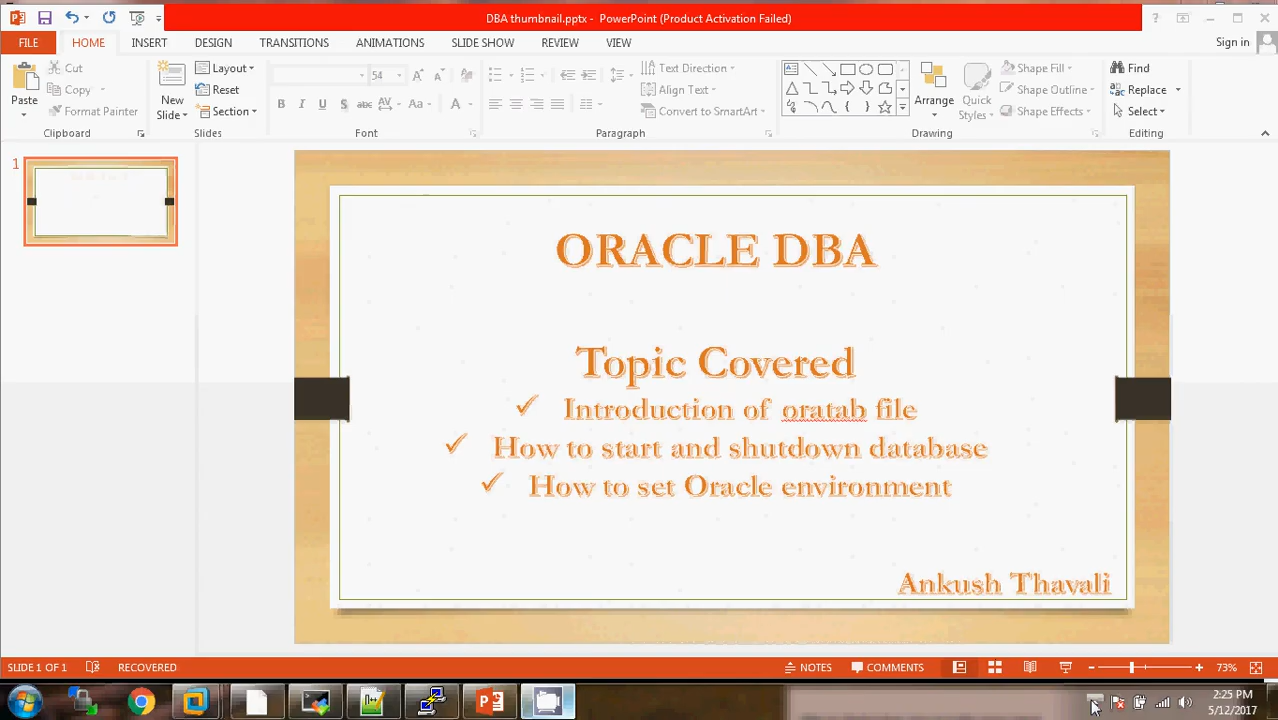 DBA thumbnail.pptx - PowerPoint (Product Activation Failed)
FILE HOME INSERT DESIGN TRANSITIONS ANIMATIONS SLIDE SHOW REVIEW VIEW Sign in
Paste Cut Copy Format Painter
Clipboard
New Slide Layout Reset Section
Slides
54
B I U S abc AV Aa A
Font
Text Direction
Align Text
Convert to SmartArt
Paragraph
Arrange Quick Styles Shape Fill Shape Outline Shape Effects
Drawing
Find
Replace
Select
Editing
1
ORACLE DBA
Topic Covered
✓ Introduction of oratab file
✓ How to start and shutdown database
✓ How to set Oracle environment
Ankush Thavali
SLIDE 1 OF 1 RECOVERED NOTES COMMENTS 73%
2:25 PM
5/12/2017